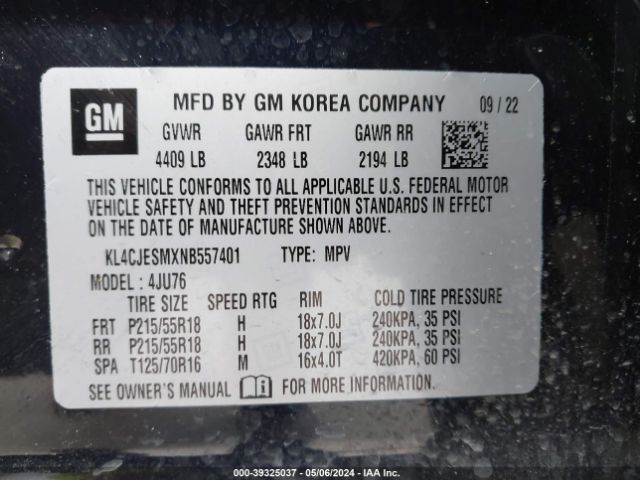 GM
MFD BY GM KOREA COMPANY 09 / 22
GVWR GAWR FRT GAWR RR
4409 LB 2348 LB 2194 LB
THIS VEHICLE CONFORMS TO ALL APPLICABLE U.S. FEDERAL MOTOR
VEHICLE SAFETY AND THEFT PREVENTION STANDARDS IN EFFECT
ON THE DATE OF MANUFACTURE SHOWN ABOVE.
KL4CJESMXNB557401 TYPE: MPV
MODEL: 4JU76
TIRE SIZE SPEED RTG RIM COLD TIRE PRESSURE
FRT P215/55R18 H 18x7.0J 240KPA, 35 PSI
RR P215/55R18 H 18x7.0J 240KPA, 35 PSI
SPA T125/70R16 M 16x4.0T 420KPA, 60 PSI
SEE OWNER'S MANUAL FOR MORE INFORMATION.
000-39325037 - 05/06/2024 - IAA Inc.